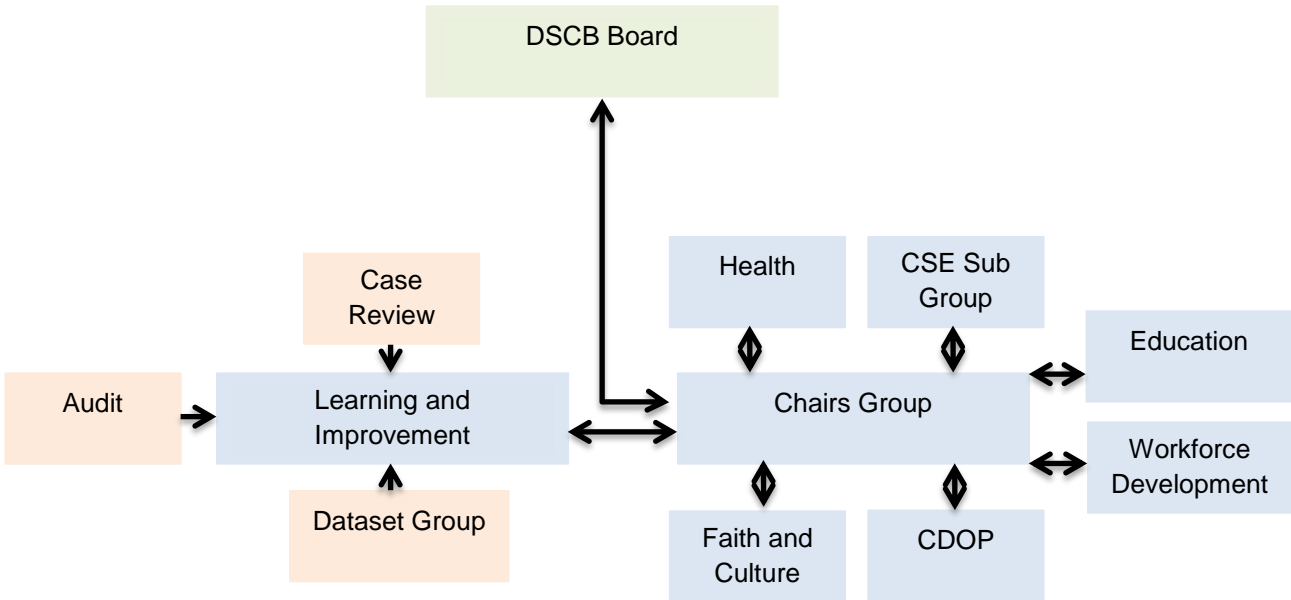 DSCB Board
Health
CSE Sub
Group
Case
Review
Education
Audit
Learning and
Improvement
Chairs Group
Workforce
Development
Dataset Group
Faith and
Culture
CDOP